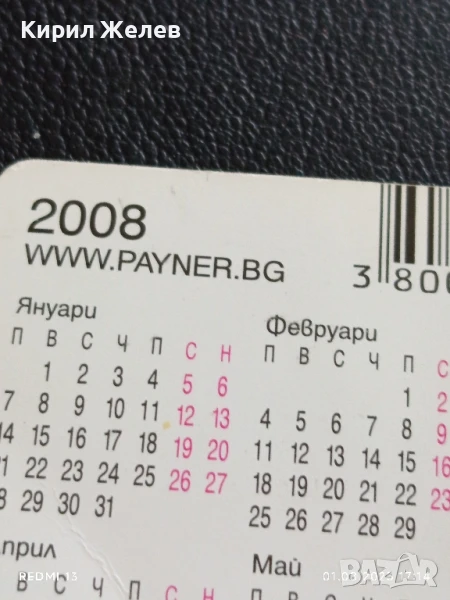 Кирил Желев
2008
WWW.PAYNER.BG
3 800
Януари
П В С Ч П С Н
1 2 3 4 5 6
7 8 9 10 11 12 13
14 15 16 17 18 19 20
21 22 23 24 25 26 27
28 29 30 31
Февруари
П В С Ч П С
1 2
4 5 6 7 8 9
11 12 13 14 15 16
18 19 20 21 22 23
25 26 27 28 29
април
В С Ч П С
Май
REDMI 13
BAZAR